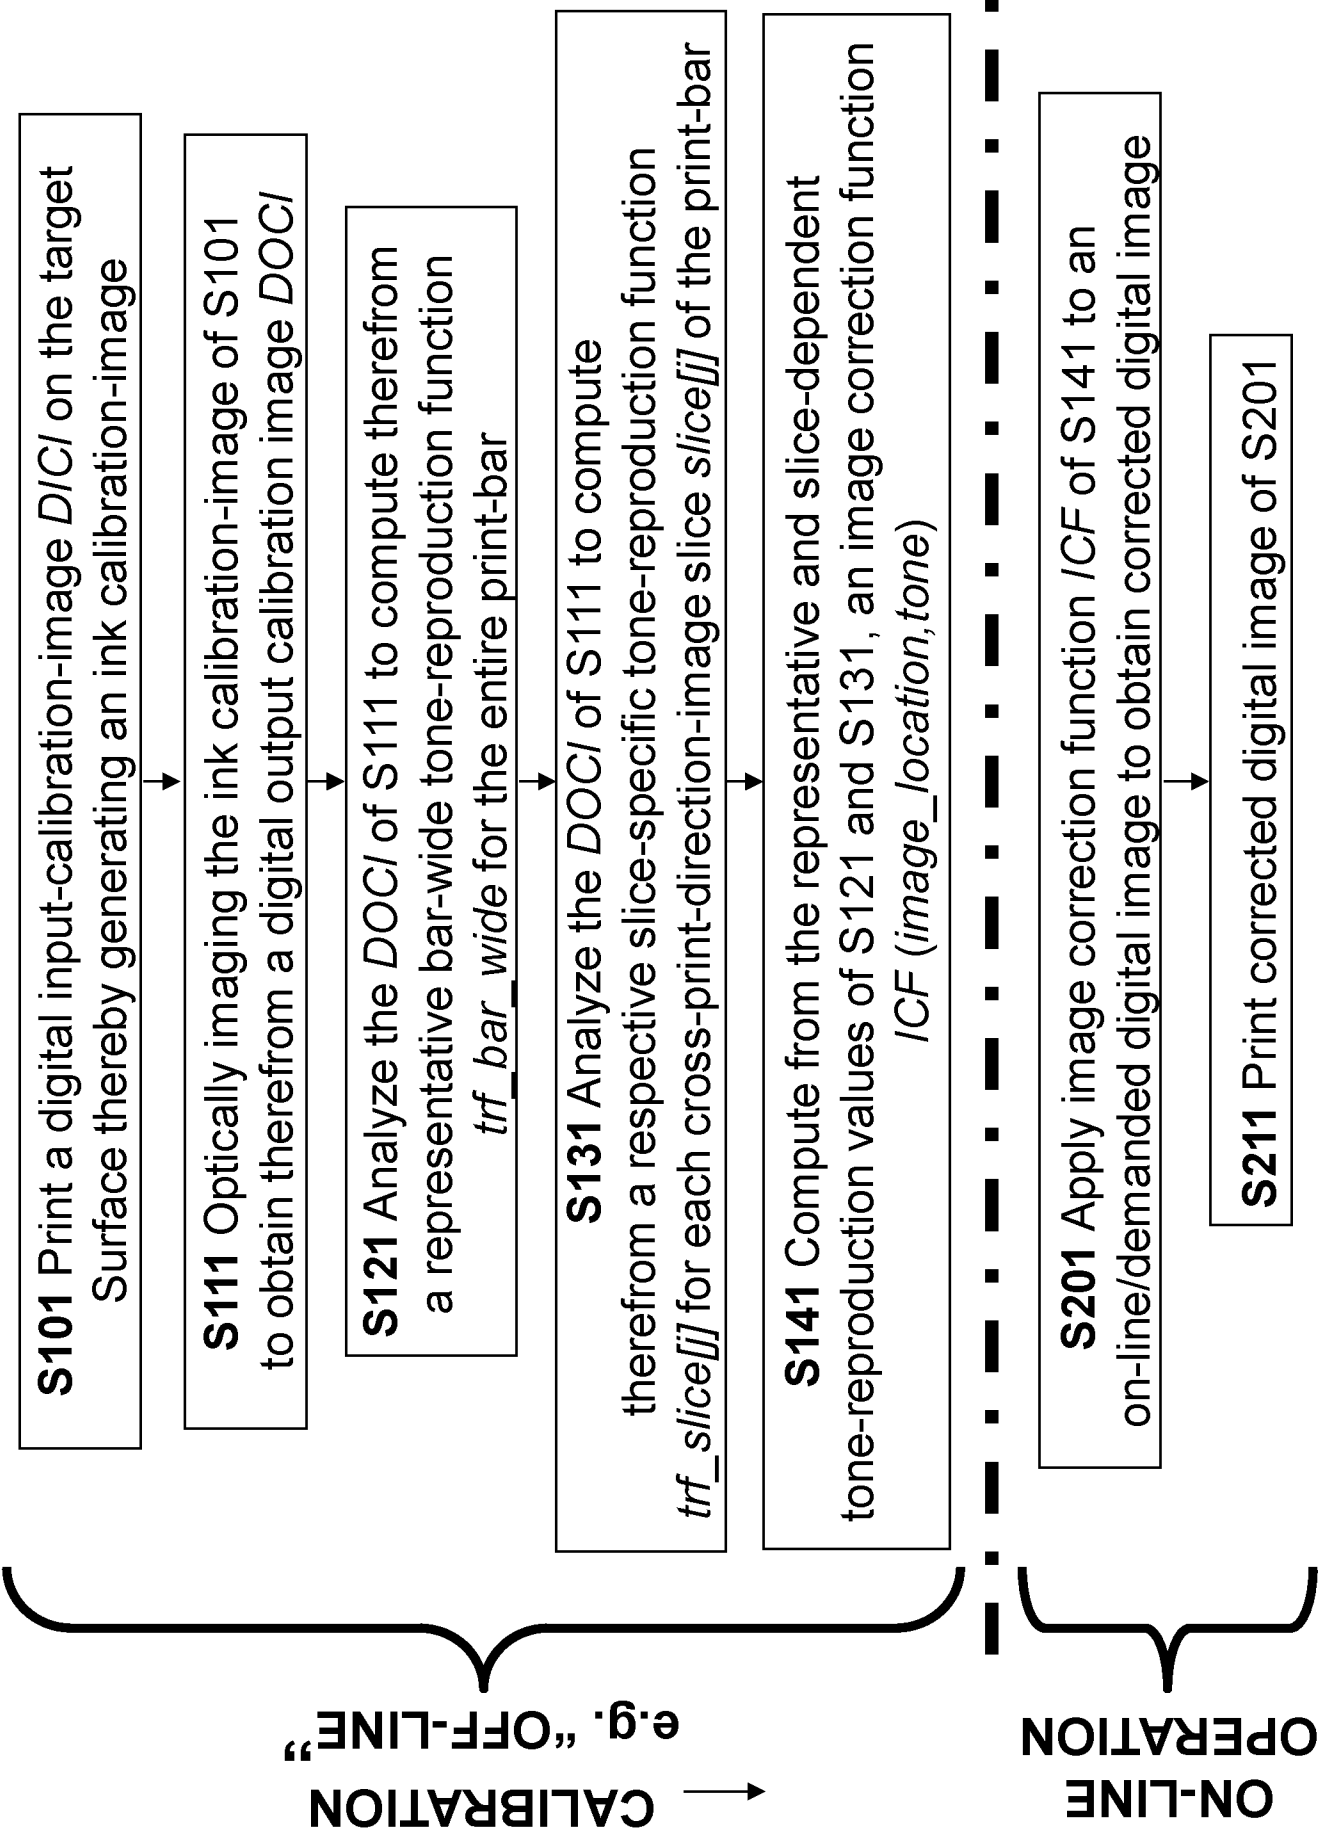 S101 Print a digital input-calibration-image DICI on the target
Surface thereby generating an ink calibration-image
S111 Optically imaging the ink calibration-image of S101
to obtain therefrom a digital output calibration image DOCI
S121 Analyze the DOCI of S111 to compute therefrom
a representative bar-wide tone-reproduction function
trf_bar_wide for the entire print-bar
S131 Analyze the DOCI of S111 to compute
therefrom a respective slice-specific tone-reproduction function
trf_slice[j] for each cross-print-direction-image slice slice[j] of the print-bar
S141 Compute from the representative and slice-dependent
tone-reproduction values of S121 and S131, an image correction function
ICF (image_location,tone)
CALIBRATION
e.g. “OFF-LINE”
S201 Apply image correction function ICF of S141 to an
on-line/demanded digital image to obtain corrected digital image
S211 Print corrected digital image of S201
ON-LINE
OPERATION